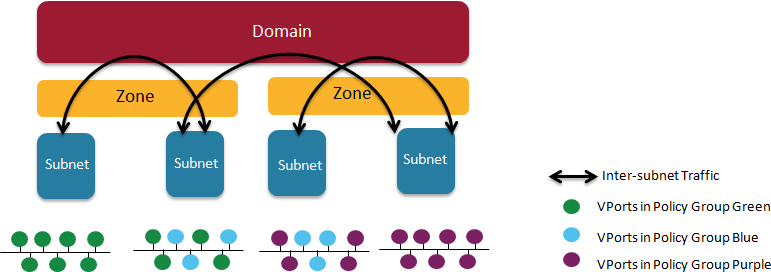 Domain
Zone
Zone
Subnet
Subnet
Subnet
Subnet
Inter-subnet Traffic
VPorts in Policy Group Green
VPorts in Policy Group Blue
VPorts in Policy Group Purple